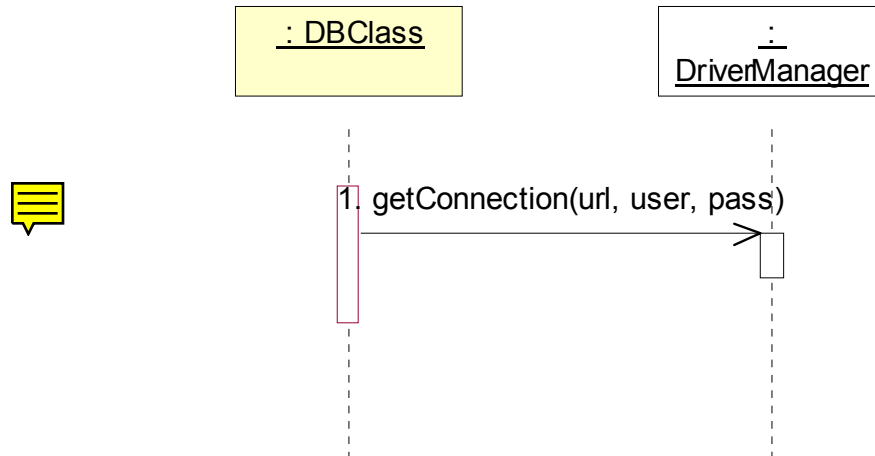 : DBClass
:
DriverManager
1. getConnection(url, user, pass)